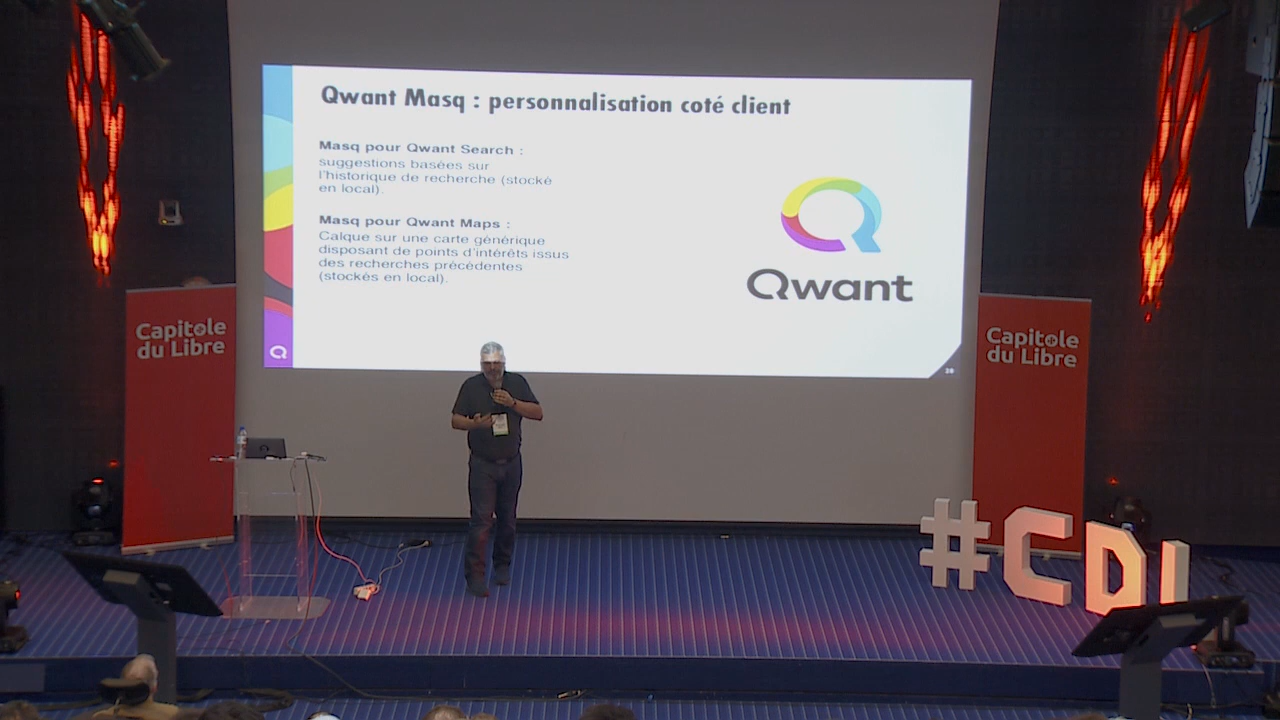 Qwant Masq : personnalisation coté client
Masq pour Qwant Search :
suggestions basées sur
l'historique de recherche (stocké
en local).
Masq pour Qwant Maps :
Calque sur une carte générique
disposant de points d'intérêts issus
des recherches précédentes
(stockés en local).
Qwant
Capitole
du Libre
Capitole
du Libre
#CDL